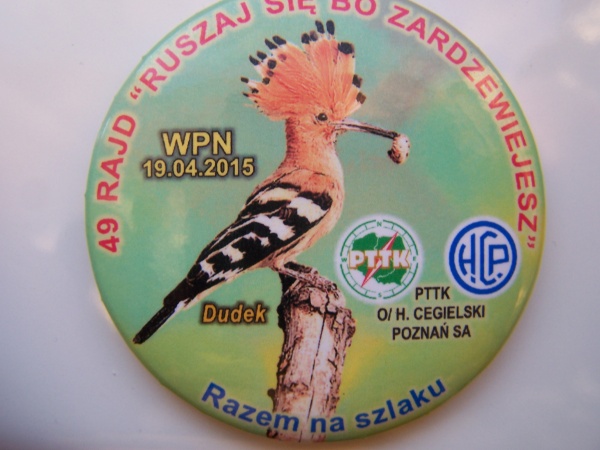 49 RAJD "RUSZAJ SIĘ BO ZARDZEWIEJESZ"
WPN
19.04.2015
PTTK
H.C.P.
PTTK
O/ H. CEGIELSKI
POZNAŃ SA
Dudek
Razem na szlaku